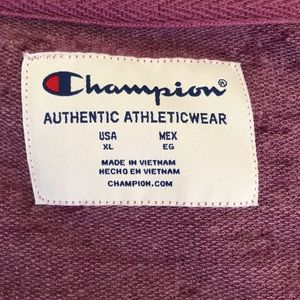 Champion®
AUTHENTIC ATHLETICWEAR
USA MEX
XL EG
MADE IN VIETNAM
HECHO EN VIETNAM
CHAMPION.COM